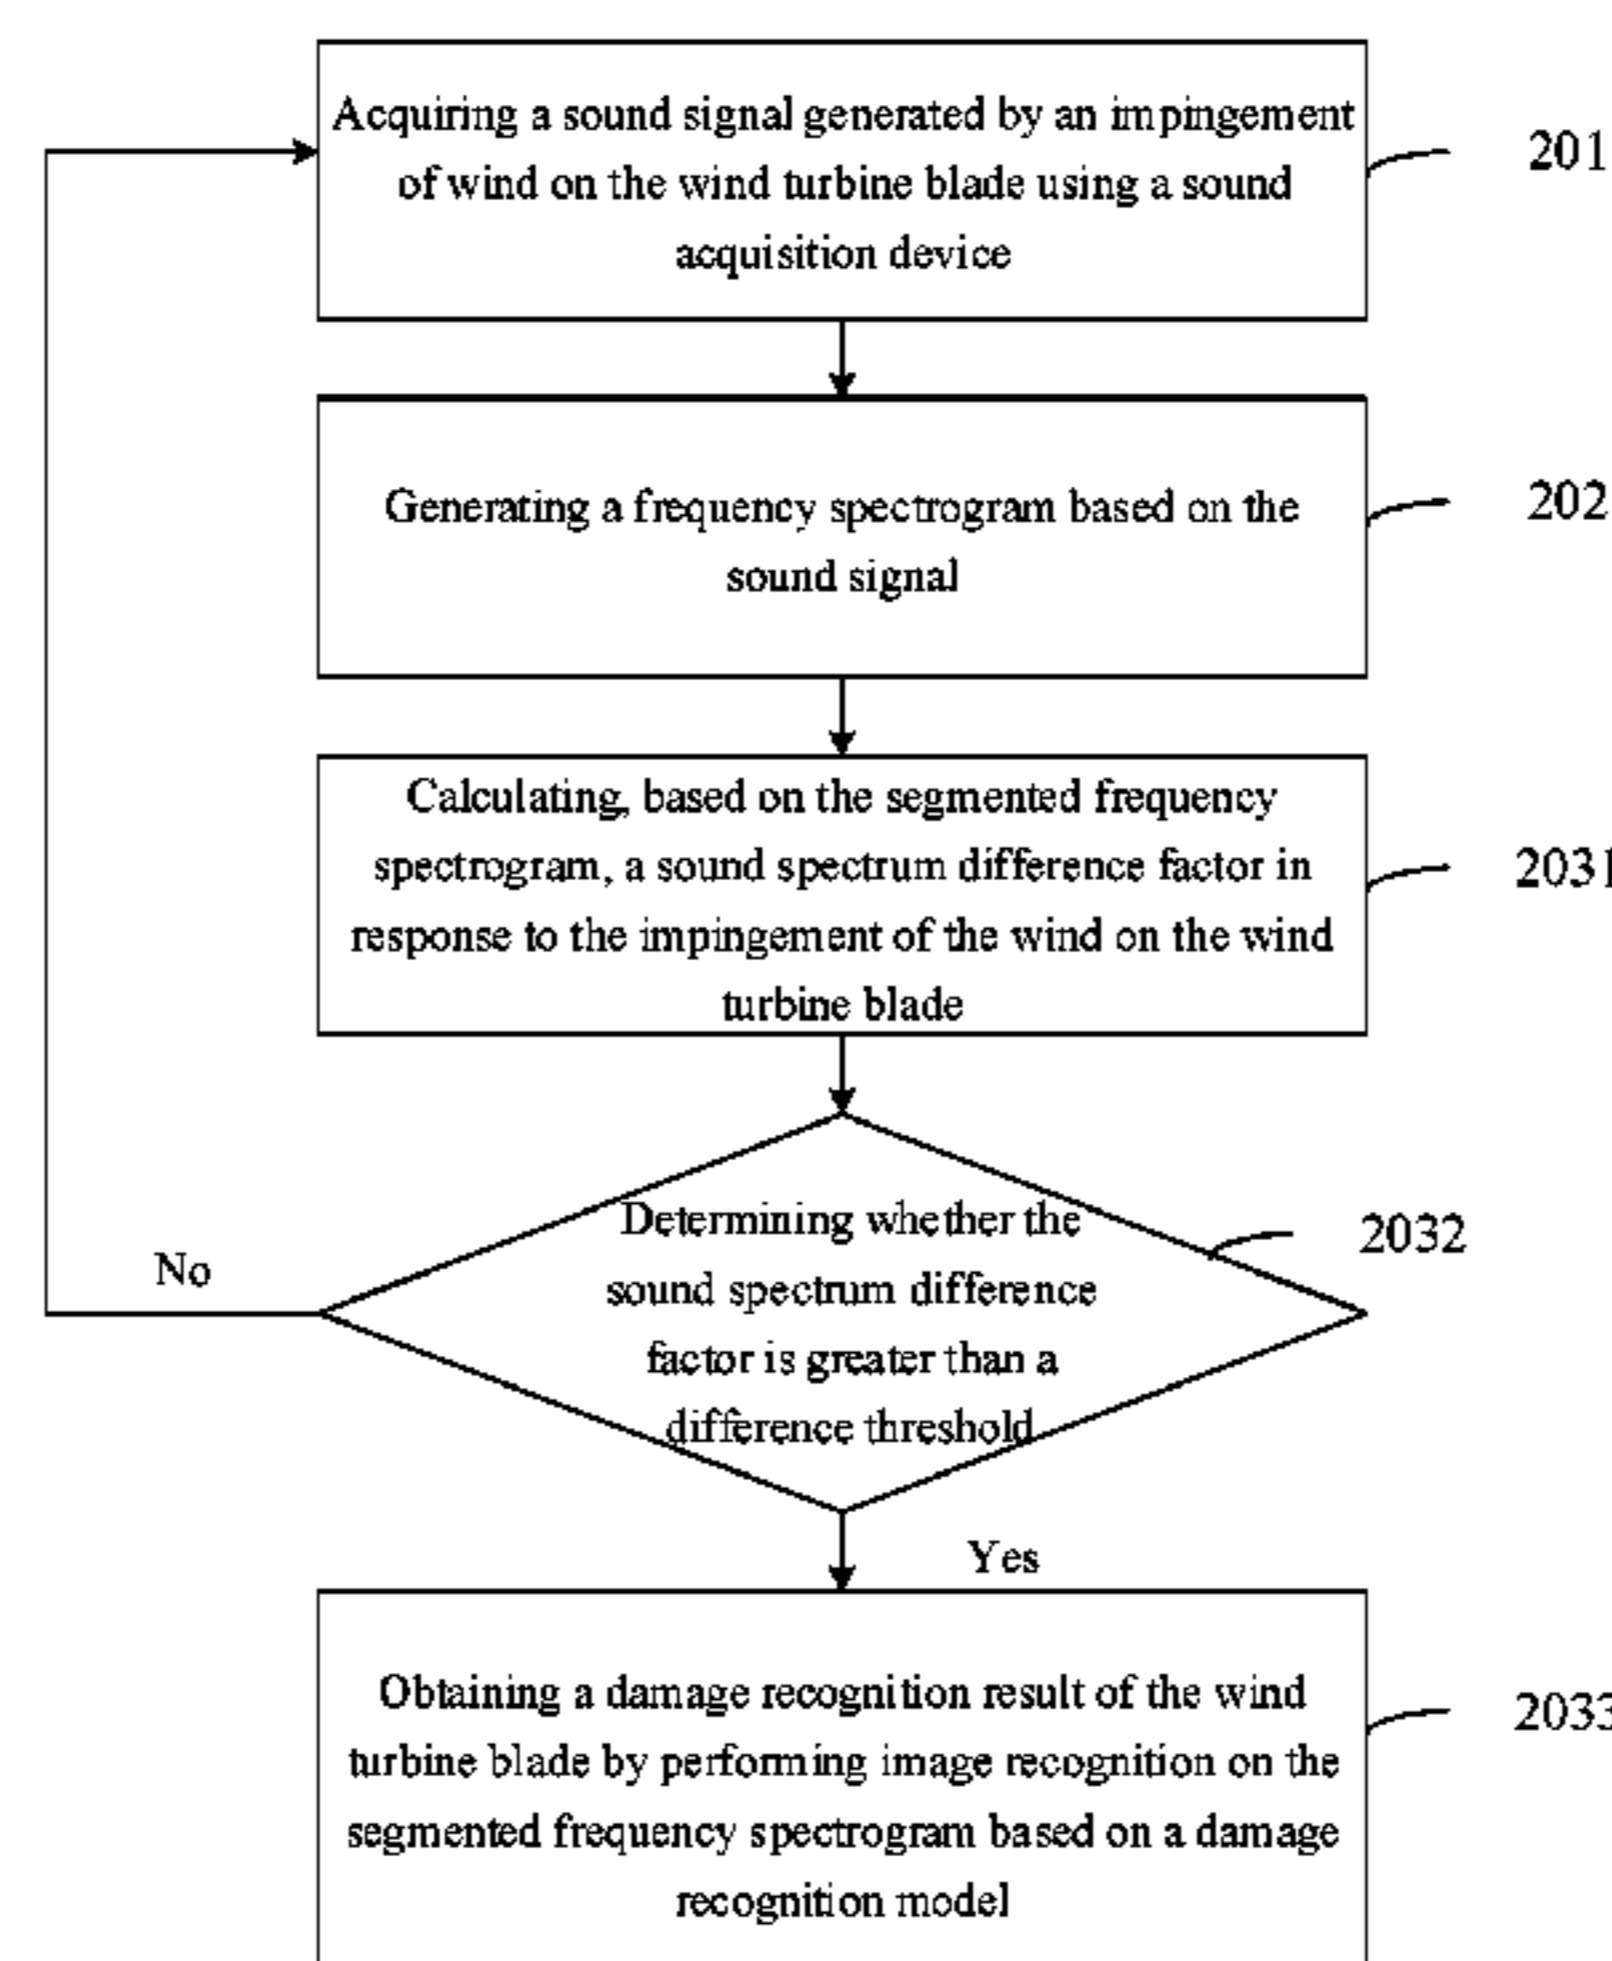 Acquiring a sound signal generated by an impingement
of wind on the wind turbine blade using a sound
acquisition device
201
Generating a frequency spectrogram based on the
sound signal
202
Calculating, based on the segmented frequency
spectrogram, a sound spectrum difference factor in
response to the impingement of the wind on the wind
turbine blade
2031
Determining whether the
sound spectrum difference
factor is greater than a
difference threshold
2032
No
Yes
Obtaining a damage recognition result of the wind
turbine blade by performing image recognition on the
segmented frequency spectrogram based on a damage
recognition model
2033